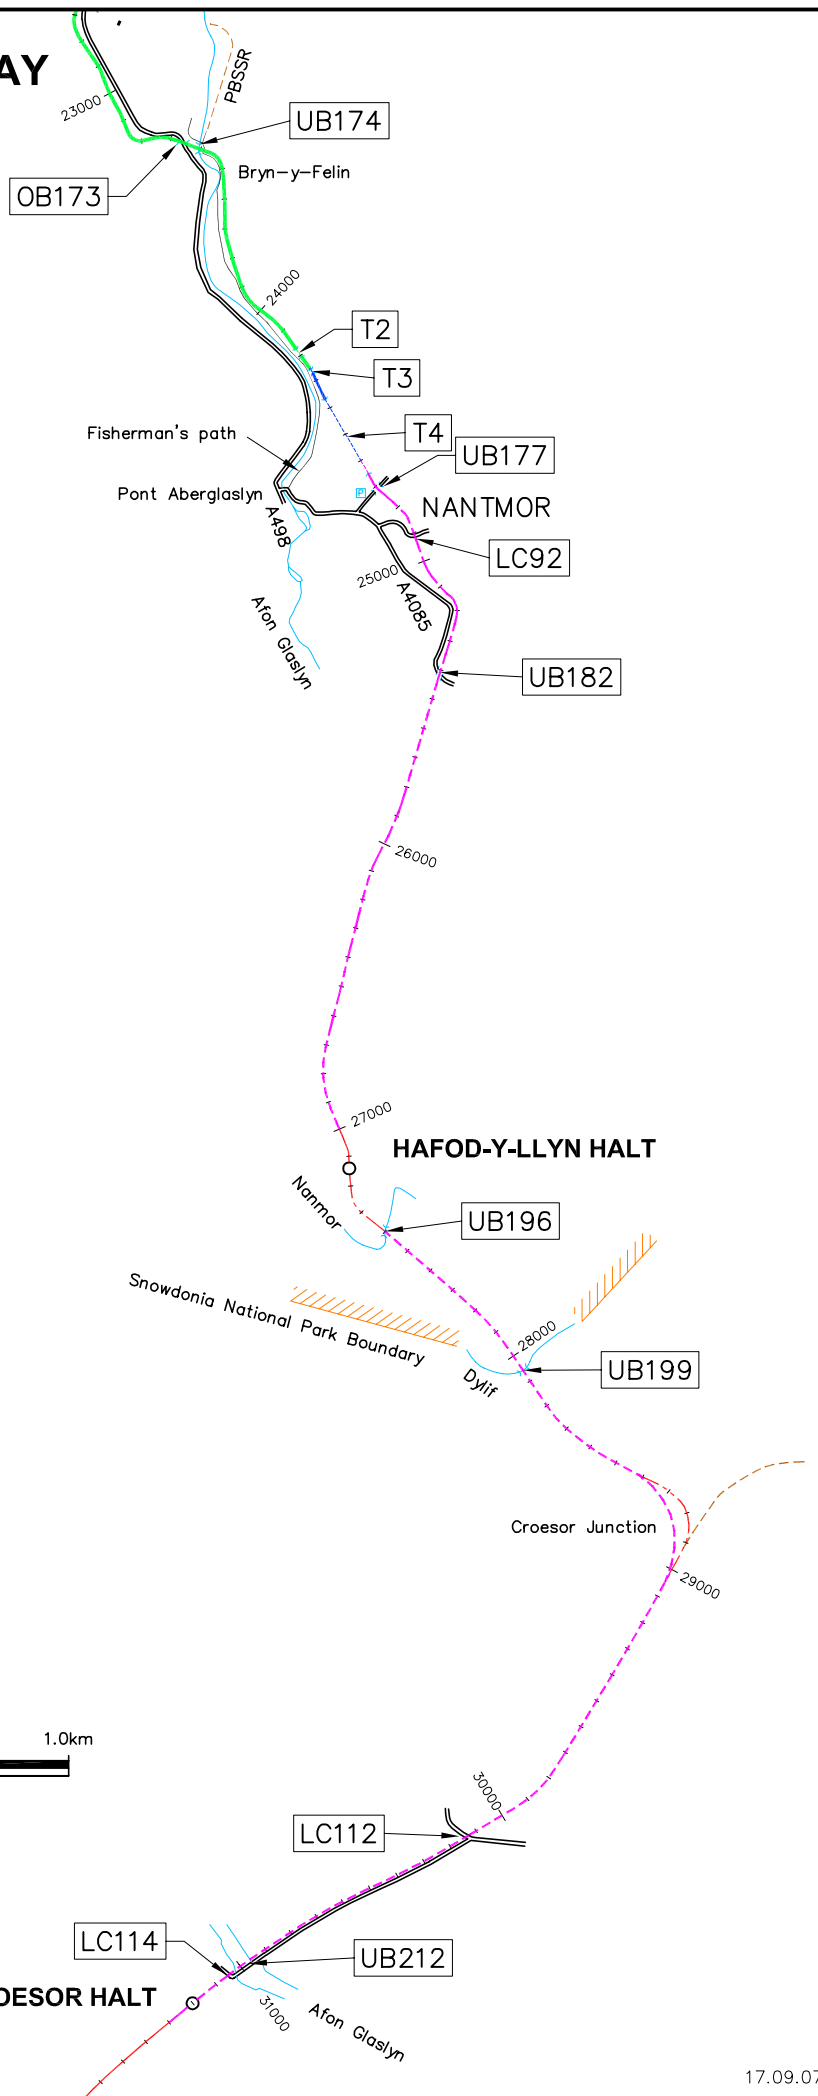 AY
PBSSR
23000
UB174
OB173
Bryn-y-Felin
24000
T2
T3
T4
Fisherman's path
UB177
Pont Aberglaslyn
P
NANTMOR
A498
LC92
25000
A4085
Afon Glaslyn
UB182
26000
27000
HAFOD-Y-LLYN HALT
Nanmor
UB196
Snowdonia National Park Boundary
28000
UB199
Dylif
Croesor Junction
29000
1.0km
30000
LC112
LC114
UB212
OESOR HALT
31000
Afon Glaslyn
17.09.07